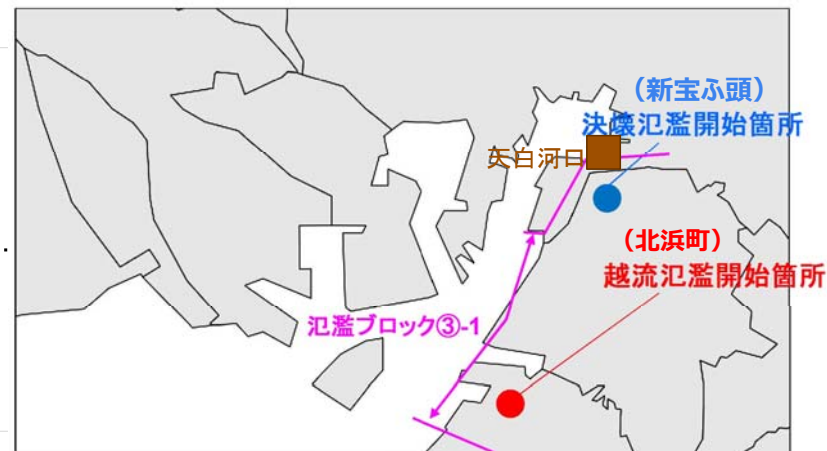 （新宝ふ頭）
決壊氾濫開始箇所
天白河口
（北浜町）
越流氾濫開始箇所
氾濫ブロック③-1